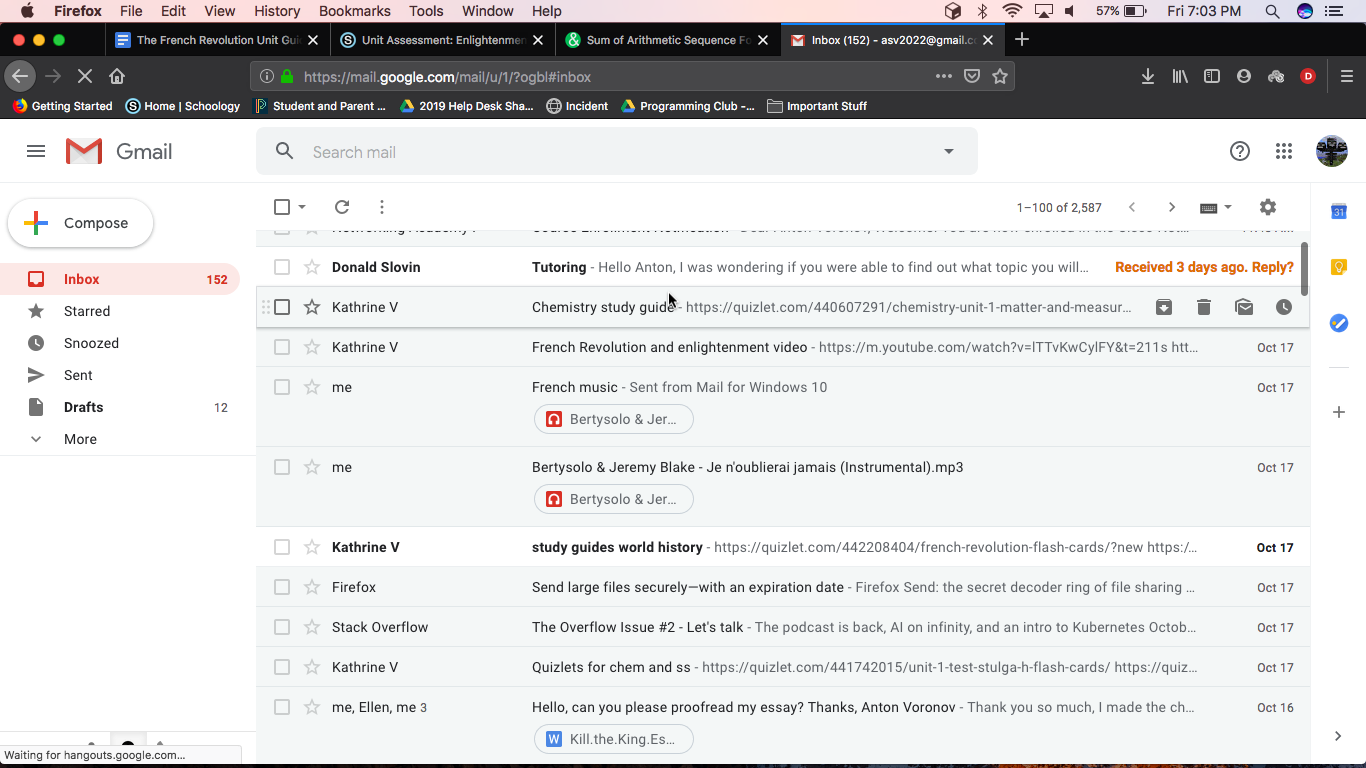 Firefox File Edit View History Bookmarks Tools Window Help 57% Fri 7:03 PM
The French Revolution Unit Gui Unit Assessment: Enlightenmen Sum of Arithmetic Sequence Fo Inbox (152) - asv2022@gmail.c
https://mail.google.com/mail/u/1/?ogbl#inbox
Getting Started Home | Schoology Student and Parent ... 2019 Help Desk Sha... Incident Programming Club -... Important Stuff
Gmail Search mail
Compose 1–100 of 2,587
Inbox 152
Starred
Snoozed
Sent
Drafts 12
More
Donald Slovin Tutoring - Hello Anton, I was wondering if you were able to find out what topic you will... Received 3 days ago. Reply?
Kathrine V Chemistry study guide - https://quizlet.com/440607291/chemistry-unit-1-matter-and-measur...
Kathrine V French Revolution and enlightenment video - https://m.youtube.com/watch?v=lTTvKwCylFY&t=211s htt... Oct 17
me French music - Sent from Mail for Windows 10 Oct 17
Bertysolo & Jer...
me Bertysolo & Jeremy Blake - Je n'oublierai jamais (Instrumental).mp3 Oct 17
Bertysolo & Jer...
Kathrine V study guides world history - https://quizlet.com/442208404/french-revolution-flash-cards/?new https:/... Oct 17
Firefox Send large files securely—with an expiration date - Firefox Send: the secret decoder ring of file sharing ... Oct 17
Stack Overflow The Overflow Issue #2 - Let's talk - The podcast is back, AI on infinity, and an intro to Kubernetes Octob... Oct 17
Kathrine V Quizlets for chem and ss - https://quizlet.com/441742015/unit-1-test-stulga-h-flash-cards/ https://quiz... Oct 17
me, Ellen, me 3 Hello, can you please proofread my essay? Thanks, Anton Voronov - Thank you so much, I made the ch... Oct 16
W Kill.the.King.Es...
Waiting for hangouts.google.com...
31
D